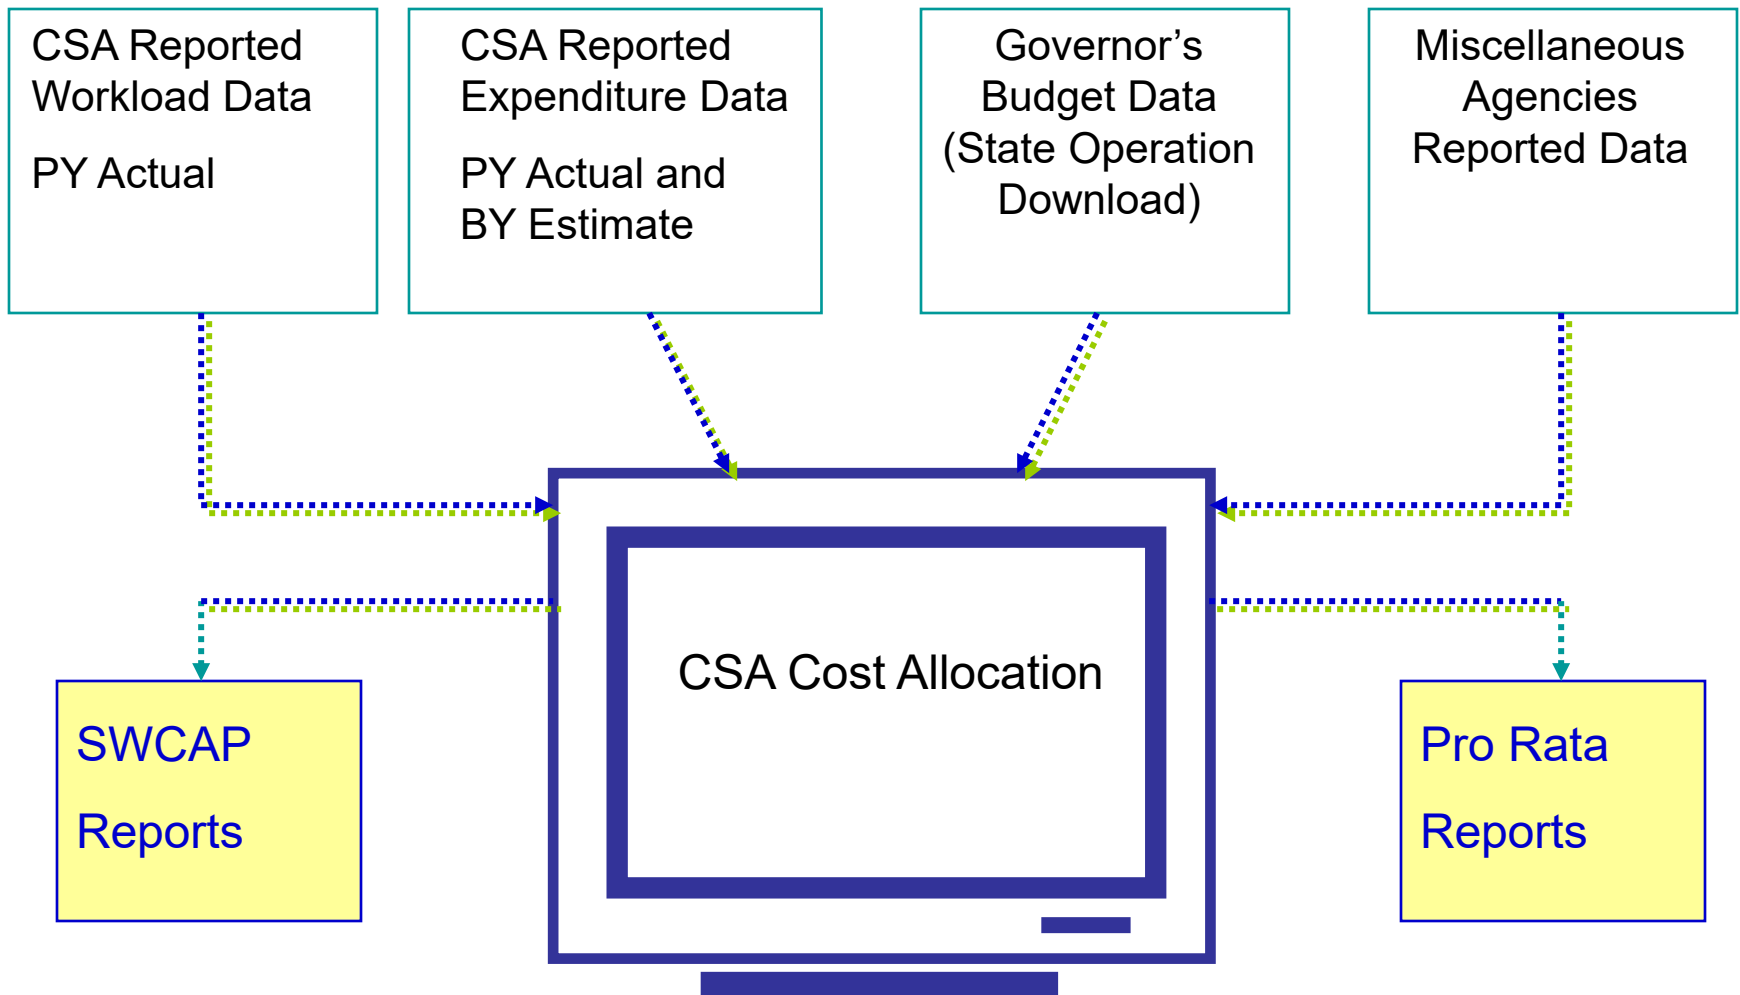 CSA Reported
Workload Data
PY Actual
CSA Reported
Expenditure Data
PY Actual and
BY Estimate
Governor’s
Budget Data
(State Operation
Download)
Miscellaneous
Agencies
Reported Data
CSA Cost Allocation
SWCAP
Reports
Pro Rata
Reports